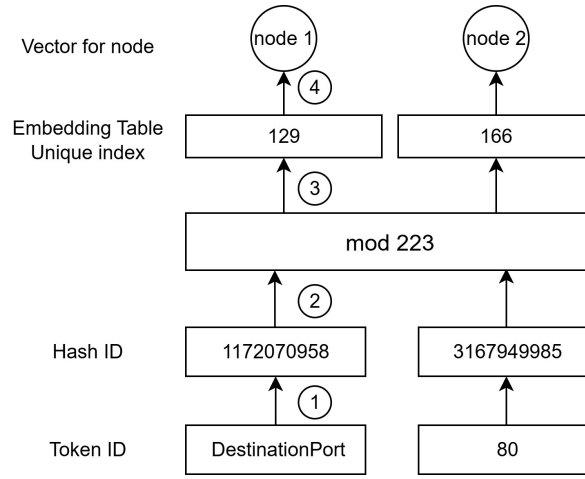 Vector for node
node 1
node 2
4
Embedding Table
Unique index
129
166
3
mod 223
2
Hash ID
1172070958
3167949985
1
Token ID
DestinationPort
80